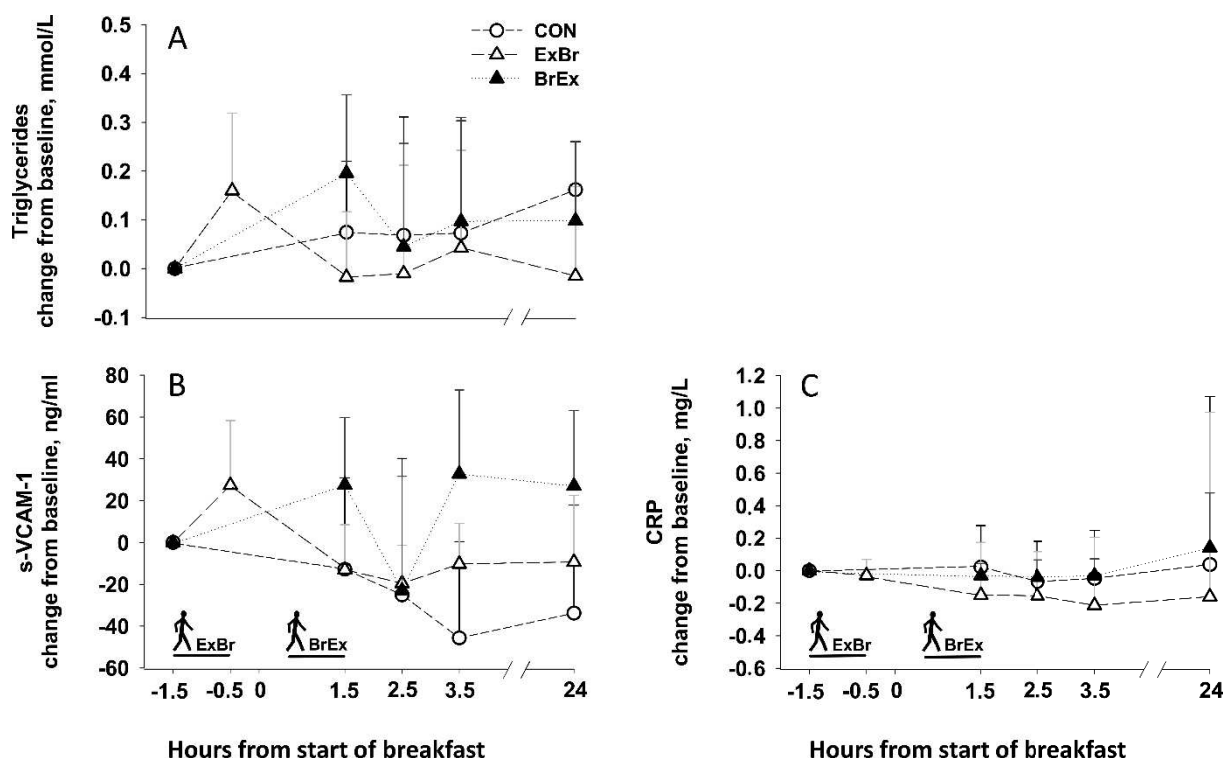 A
CON
ExBr
BrEx
Triglycerides
change from baseline, mmol/L
0.5
0.4
0.3
0.2
0.1
0.0
-0.1
B
s-VCAM-1
change from baseline, ng/ml
80
60
40
20
0
-20
-40
-60
ExBr
BrEx
-1.5 -0.5 0 1.5 2.5 3.5 24
Hours from start of breakfast
C
CRP
change from baseline, mg/L
1.2
1.0
0.8
0.6
0.4
0.2
0.0
-0.2
-0.4
-0.6
ExBr
BrEx
-1.5 -0.5 0 1.5 2.5 3.5 24
Hours from start of breakfast